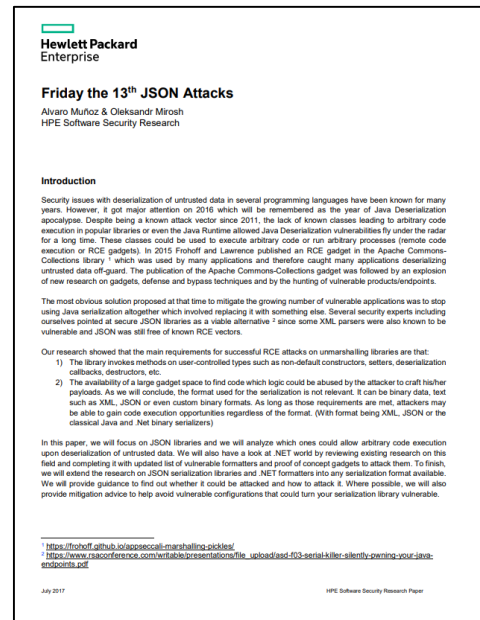 Hewlett Packard
Enterprise
Friday the 13th JSON Attacks
Alvaro Muñoz & Oleksandr Mirosh
HPE Software Security Research
Introduction
Security issues with deserialization of untrusted data in several programming languages have been known for many
years. However, it got major attention on 2016 which will be remembered as the year of Java Deserialization
apocalypse. Despite being a known attack vector since 2011, the lack of known classes leading to arbitrary code
execution in popular libraries or even the Java Runtime allowed Java Deserialization vulnerabilities fly under the radar
for a long time. These classes could be used to execute arbitrary code or run arbitrary processes (remote code
execution or RCE gadgets). In 2015 Frohoff and Lawrence published an RCE gadget in the Apache Commons-
Collections library 1 which was used by many applications and therefore caught many applications deserializing
untrusted data off-guard. The publication of the Apache Commons-Collections gadget was followed by an explosion
of new research on gadgets, defense and bypass techniques and by the hunting of vulnerable products/endpoints.
The most obvious solution proposed at that time to mitigate the growing number of vulnerable applications was to stop
using Java serialization altogether which involved replacing it with something else. Several security experts including
ourselves pointed at secure JSON libraries as a viable alternative 2 since some XML parsers were also known to be
vulnerable and JSON was still free of known RCE vectors.
Our research showed that the main requirements for successful RCE attacks on unmarshalling libraries are that:
1) The library invokes methods on user-controlled types such as non-default constructors, setters, deserialization
callbacks, destructors, etc.
2) The availability of a large gadget space to find code which logic could be abused by the attacker to craft his/her
payloads. As we will conclude, the format used for the serialization is not relevant. It can be binary data, text
such as XML, JSON or even custom binary formats. As long as those requirements are met, attackers may
be able to gain code execution opportunities regardless of the format. (With format being XML, JSON or the
classical Java and .Net binary serializers)
In this paper, we will focus on JSON libraries and we will analyze which ones could allow arbitrary code execution
upon deserialization of untrusted data. We will also have a look at .NET world by reviewing existing research on this
field and completing it with updated list of vulnerable formatters and proof of concept gadgets to attack them. To finish,
we will extend the research on JSON serialization libraries and .NET formatters into any serialization format available.
We will provide guidance to find out whether it could be attacked and how to attack it. Where possible, we will also
provide mitigation advice to help avoid vulnerable configurations that could turn your serialization library vulnerable.
1 https://frohoff.github.io/appseccali-marshalling-pickles/
2 https://www.rsaconference.com/writable/presentations/file_upload/asd-f03-serial-killer-silently-pwning-your-java-
endpoints.pdf
July 2017 HPE Software Security Research Paper